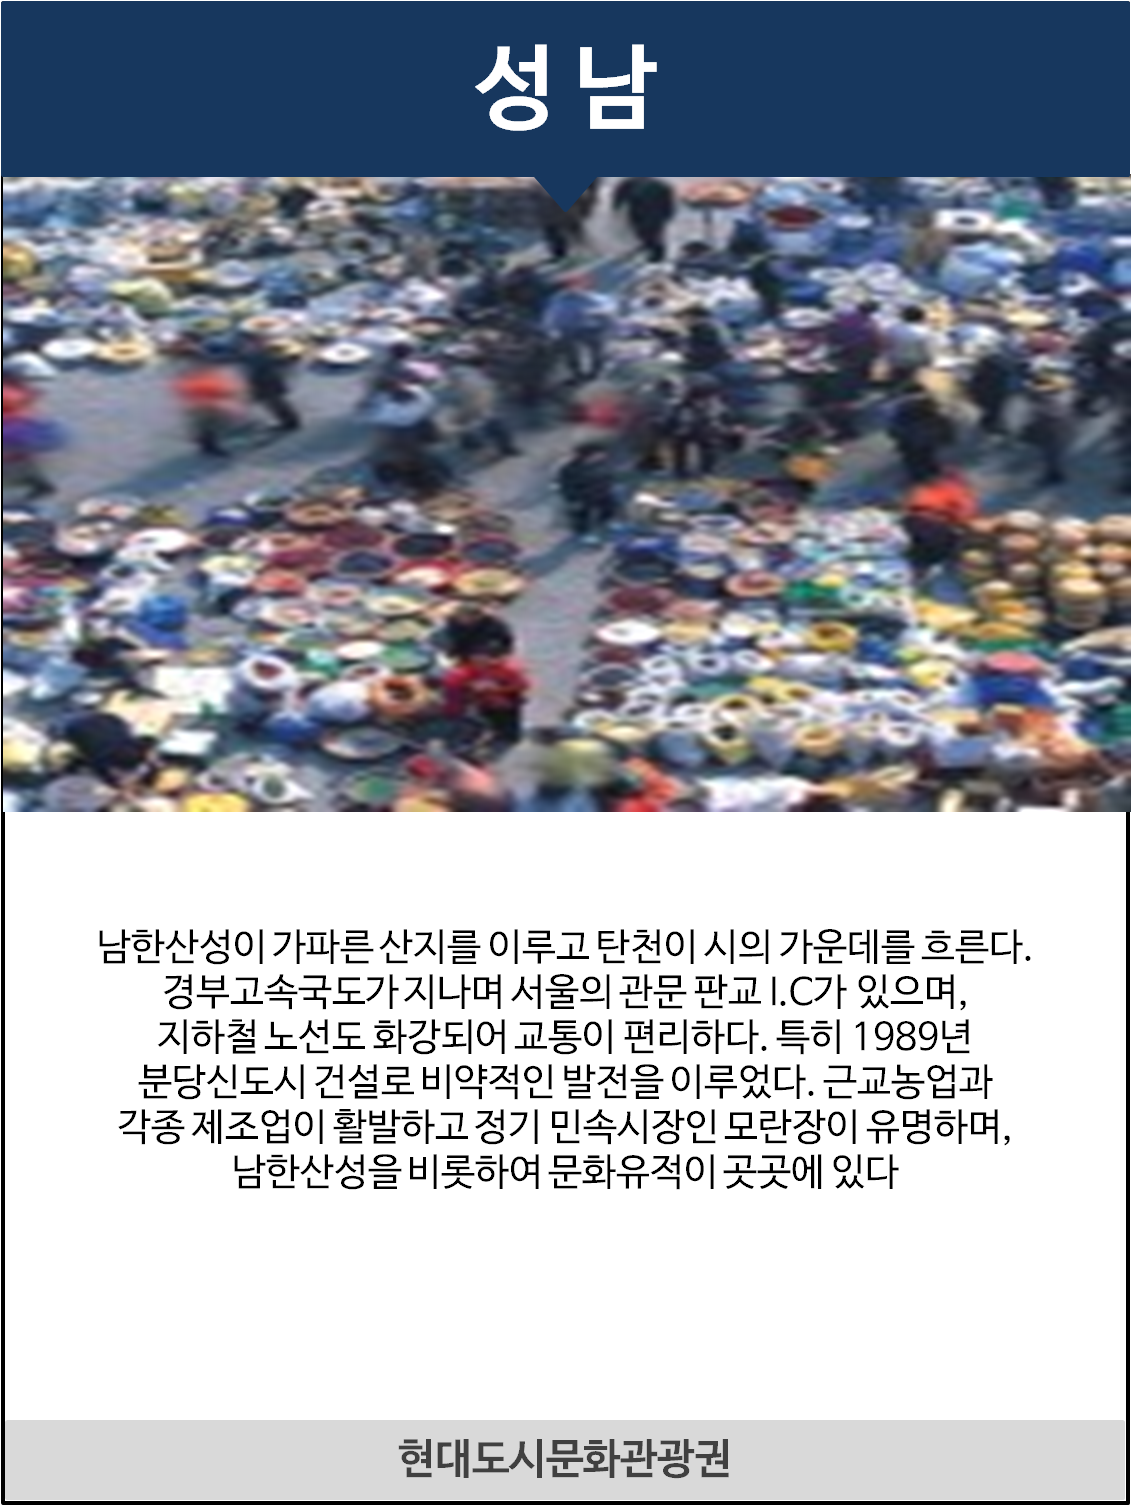 성남
남한산성이 가파른 산지를 이루고 탄천이 시의 가운데를 흐른다.
경부고속국도가 지나며 서울의 관문 판교 I.C가 있으며,
지하철 노선도 화강되어 교통이 편리하다. 특히 1989년
분당신도시 건설로 비약적인 발전을 이루었다. 근교농업과
각종 제조업이 활발하고 정기 민속시장인 모란장이 유명하며,
남한산성을 비롯하여 문화유적이 곳곳에 있다
현대도시문화관광권